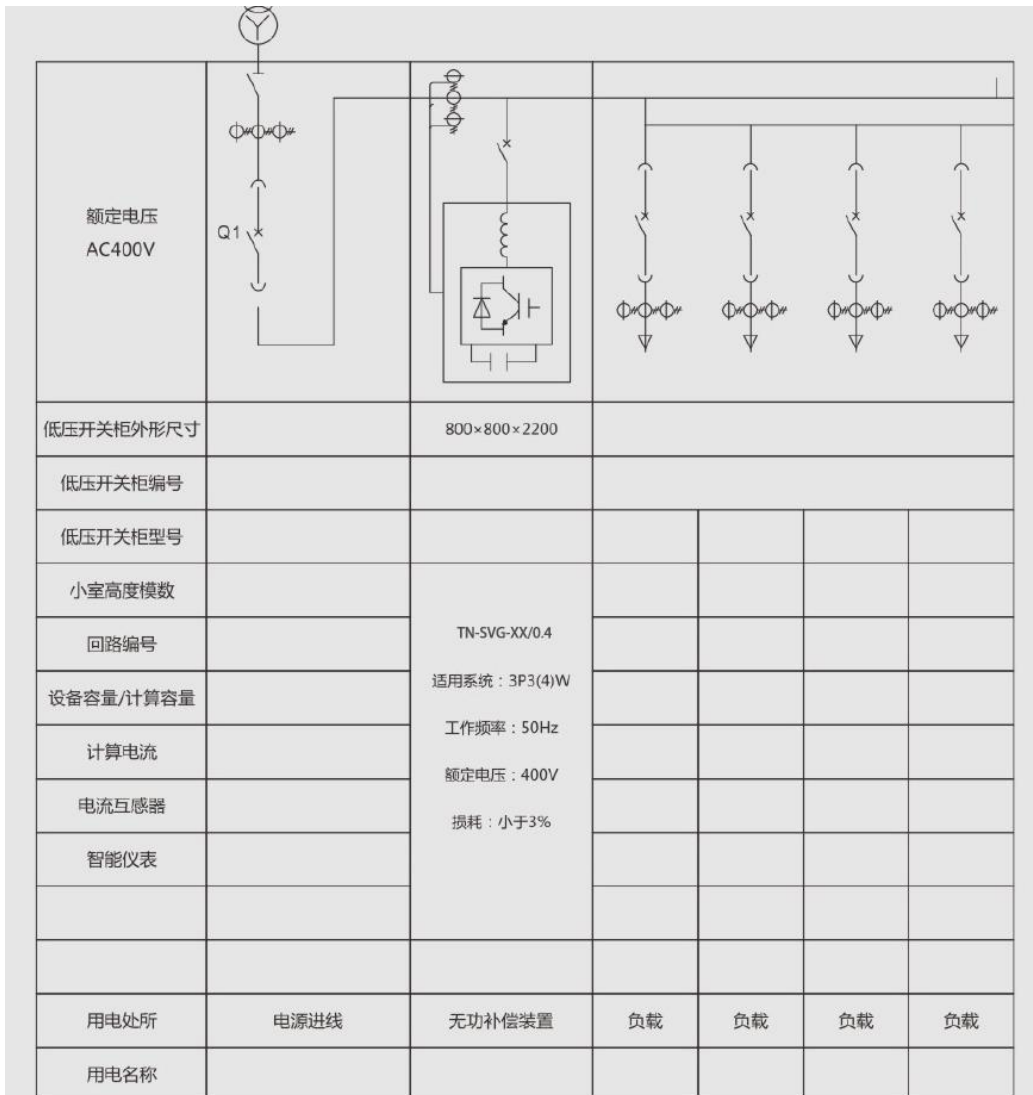 额定电压
AC400V
Q1
低压开关柜外形尺寸
800×800×2200
低压开关柜编号
低压开关柜型号
小室高度模数
回路编号
设备容量/计算容量
计算电流
电流互感器
智能仪表
TN-SVG-XX/0.4
适用系统：3P3(4)W
工作频率：50Hz
额定电压：400V
损耗：小于3%
用电处所
电源进线
无功补偿装置
负载
负载
负载
负载
用电名称